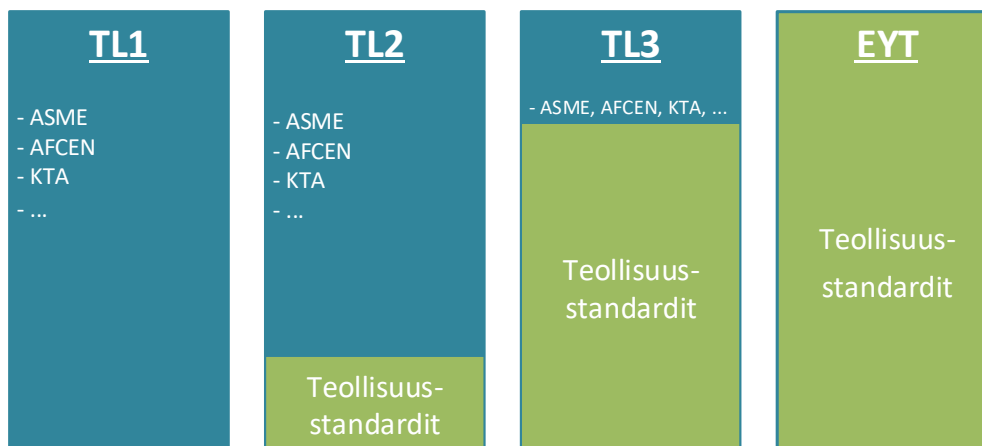 TL1
- ASME
- AFCEN
- KTA
- ...
TL2
- ASME
- AFCEN
- KTA
- ...
Teollisuus-
standardit
TL3
- ASME, AFCEN, KTA, ...
Teollisuus-
standardit
EYT
Teollisuus-
standardit